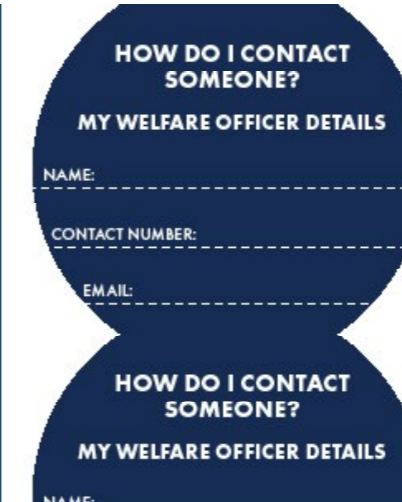 HOW DO I CONTACT
SOMEONE?
MY WELFARE OFFICER DETAILS
NAME:
CONTACT NUMBER:
EMAIL:
HOW DO I CONTACT
SOMEONE?
MY WELFARE OFFICER DETAILS
NAME: